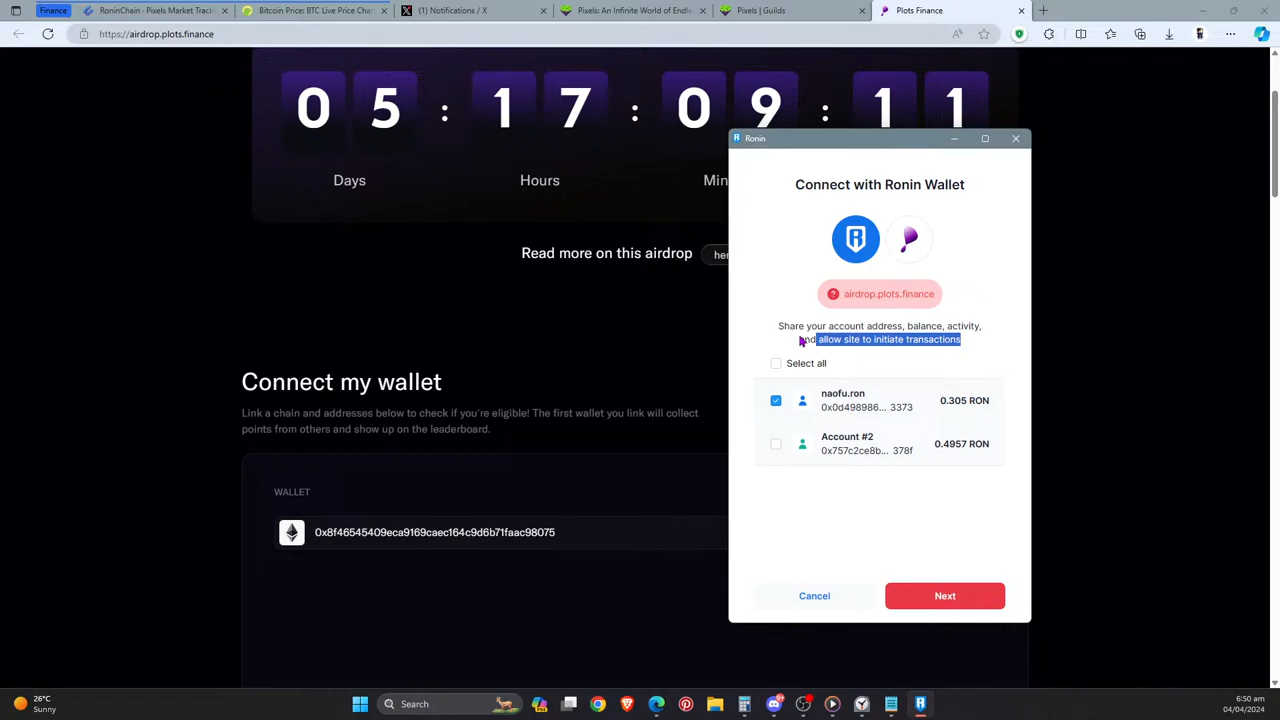 Finance
RoninChain - Pixels Market Track
Bitcoin Price: BTC Live Price Char
(1) Notifications / X
Pixels: An Infinite World of Endle
Pixels | Guilds
Plots Finance
https://airdrop.plots.finance
0 5 : 1 7 : 0 9 : 1 1
Days
Hours
Min
Read more on this airdrop
her
Connect my wallet
Link a chain and addresses below to check if you're eligible! The first wallet you link will collect
points from others and show up on the leaderboard.
WALLET
0x8f46545409eca9169caec164c9d6b71faac98075
Ronin
Connect with Ronin Wallet
airdrop.plots.finance
Share your account address, balance, activity,
and allow site to initiate transactions
Select all
naofu.ron
0x0d498986... 3373
0.305 RON
Account #2
0x757c2ce8b... 378f
0.4957 RON
Cancel
Next
26°C
Sunny
Search
6:50 am
04/04/2024